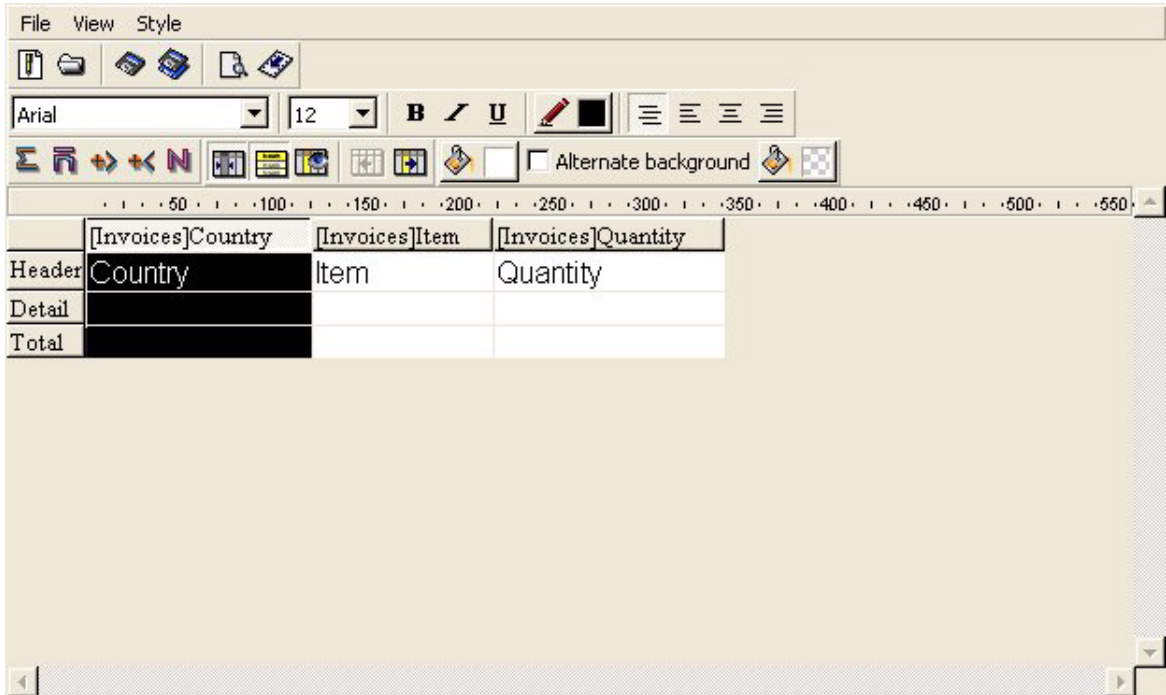 File View Style
Arial 12 B I U
Σ n N Alternate background
50 100 150 200 250 300 350 400 450 500 550
[Invoices]Country [Invoices]Item [Invoices]Quantity
Header Country Item Quantity
Detail
Total